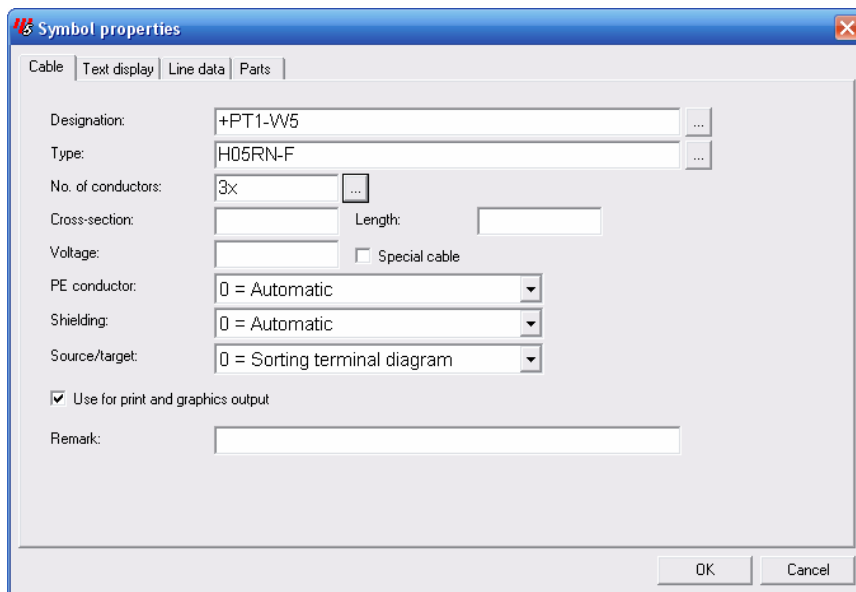 Symbol properties
Cable Text display Line data Parts
Designation: +PT1-W5 ...
Type: H05RN-F ...
No. of conductors: 3x ...
Cross-section: Length:
Voltage: Special cable
PE conductor: 0 = Automatic
Shielding: 0 = Automatic
Source/target: 0 = Sorting terminal diagram
Use for print and graphics output
Remark:
OK Cancel